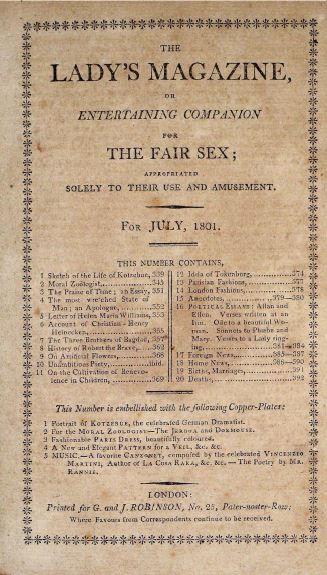 THE
LADY'S MAGAZINE,
OR
ENTERTAINING COMPANION
FOR
THE FAIR SEX;
APPROPRIATED
SOLELY TO THEIR USE AND AMUSEMENT.
FOR JULY, 1801.
THIS NUMBER CONTAINS,
1 Sketch of the Life of Kotzebue, 339
2 Moral Zoologist, 345
3 The Praise of Time; an Essay, 351
4 The most wretched State of
Man; an Apologue, 352
5 Letter of Helen Maria Williams, 353
6 Account of Christian Henry
Heinecken, 355
7 The Three Brothers of Bagdad, 357
8 History of Robert the Brave, 362
9 On Artificial Flowers, 368
10 Unambitious Piety, ibid.
11 On the Cultivation of Benevo-
lence in Children, 369
12 Idda of Tokenburg, 374
13 Parisian Fashions, 377
14 London Fashions, 378
15 Anecdotes, 379—380
16 POETICAL ESSAYS: Allan and
Ellen. Verses written at an
Inn. Ode to a beautiful Wo-
man. Sonnets to Phœbe and
Mary. Verses to a Lady sing-
ing, 381—384
17 Foreign News, 385—387
18 Home News, 388—390
19 Births, Marriages, 391
20 Deaths, 392
This Number is embellished with the following Copper-Plates:
1 Portrait of KOTZEBUE, the celebrated German Dramatist.
2 For the MORAL ZOOLOGIST—The JERBOA and DORMOUSE.
3 Fashionable PARIS DRESS, beautifully coloured.
4 A New and Elegant PATTERN for a VEIL, &c. &c.
5 MUSIC.—A favorite CANZONET, composed by the celebrated VINCENZIO
MARTINI, Author of LA COSA RARA, &c. &c.—The Poetry by MR.
RANNIE.
LONDON:
Printed for G. and J. ROBINSON, No. 25, Pater-noster-Row;
Where Favours from Correspondents continue to be received.